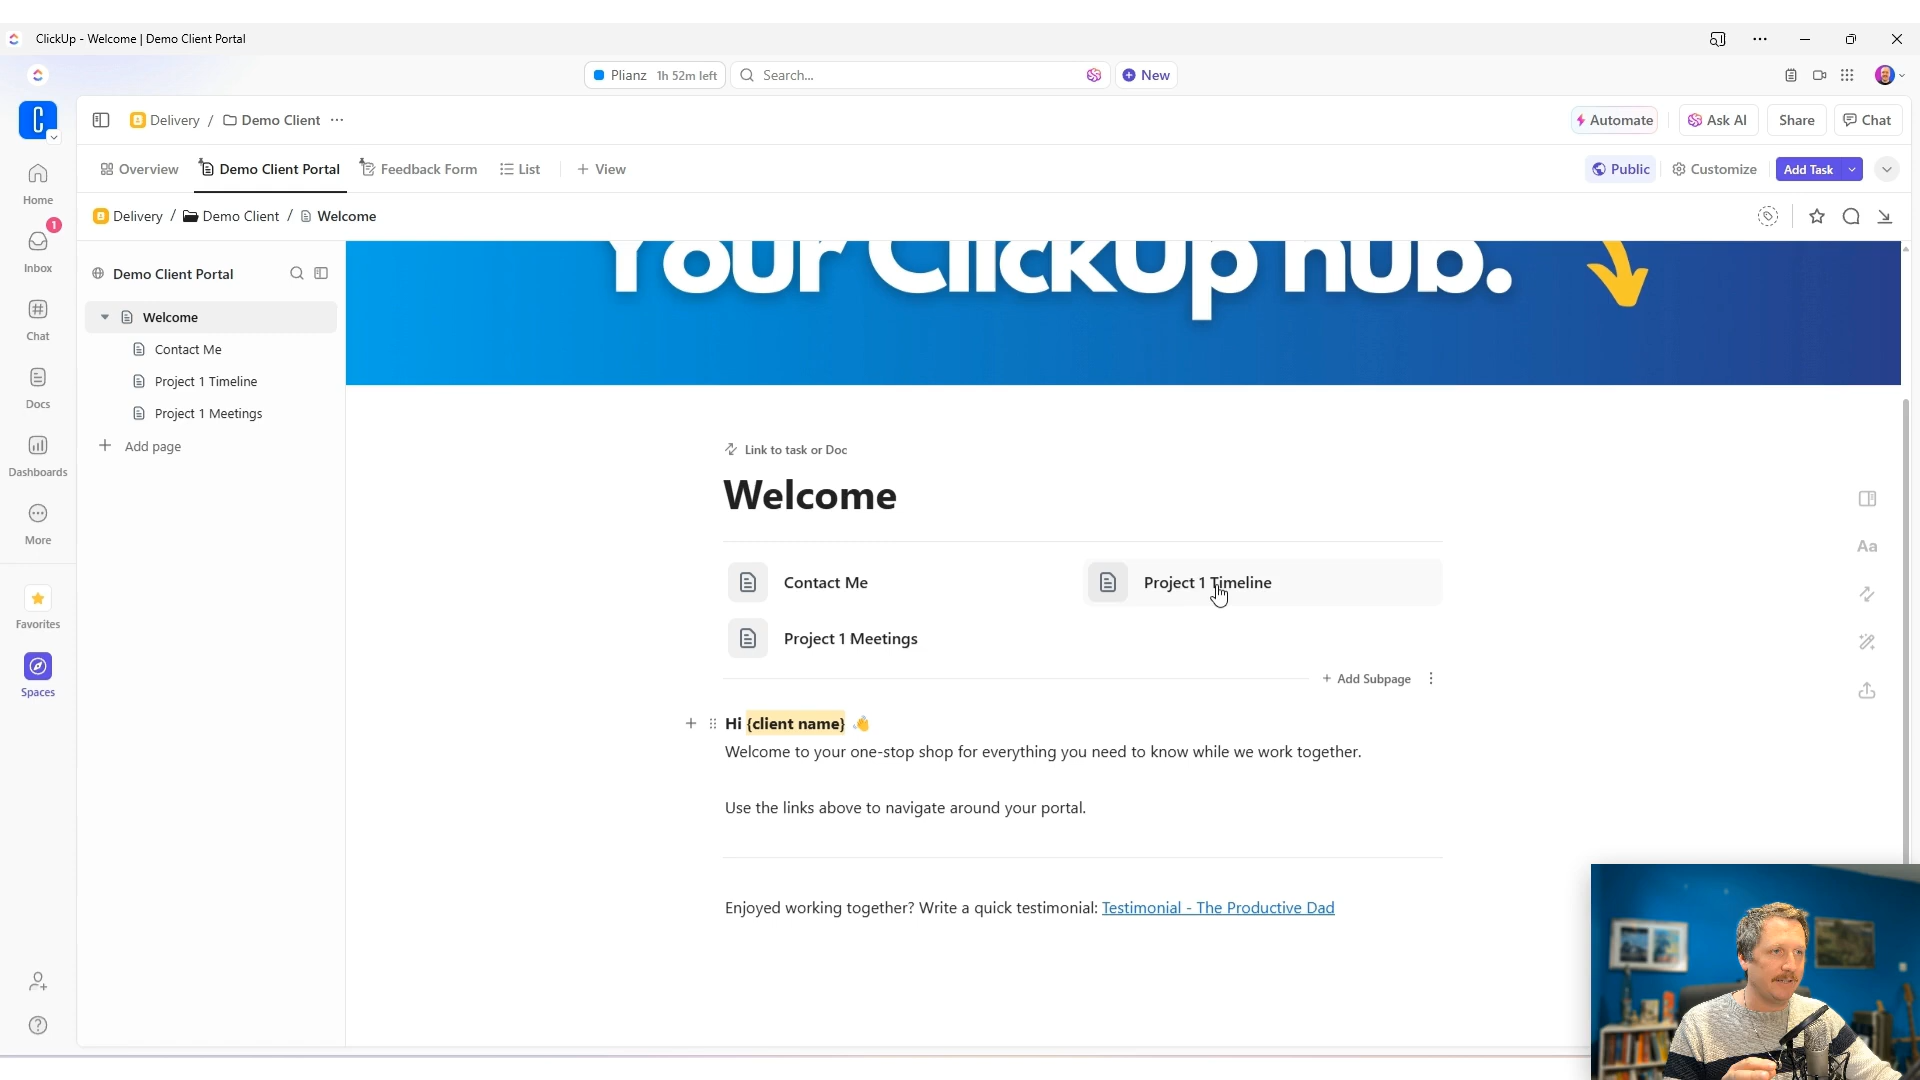 ClickUp - Welcome | Demo Client Portal
Plianz 1h 52m left
Search...
New
Delivery / Demo Client
Automate
Ask AI
Share
Chat
Overview
Demo Client Portal
Feedback Form
List
+ View
Public
Customize
Add Task
Delivery / Demo Client / Welcome
Home
1
Inbox
Chat
Docs
Dashboards
More
Favorites
Spaces
Demo Client Portal
Welcome
Contact Me
Project 1 Timeline
Project 1 Meetings
+ Add page
Your ClickUp hub.
Link to task or Doc
Welcome
Contact Me
Project 1 Timeline
Project 1 Meetings
+ Add Subpage
Aa
Hi {client name} 👋
Welcome to your one-stop shop for everything you need to know while we work together.
Use the links above to navigate around your portal.
Enjoyed working together? Write a quick testimonial: Testimonial - The Productive Dad